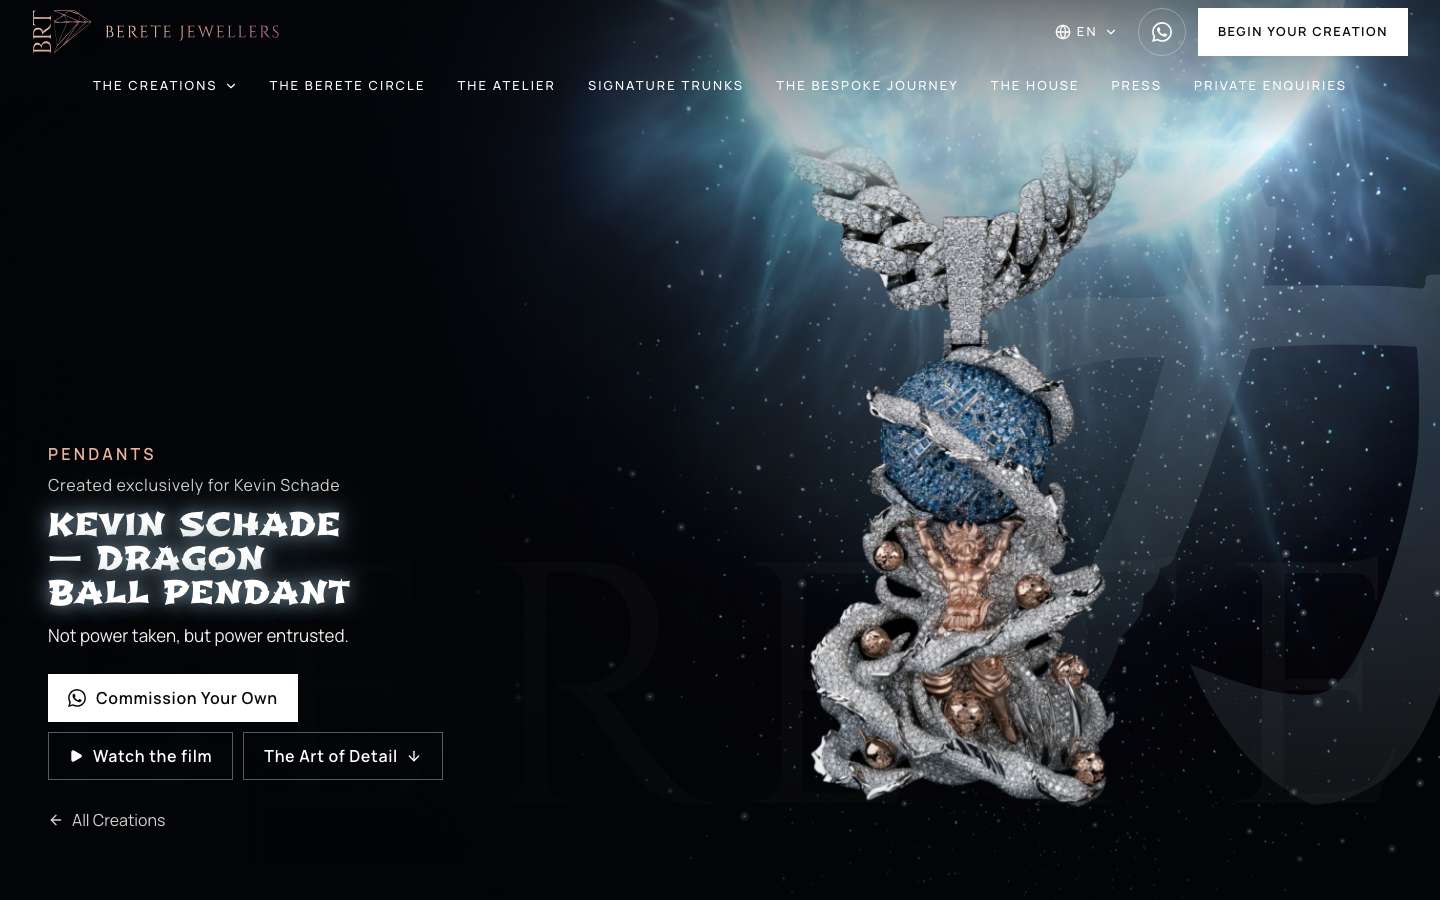 BRT
BERETE JEWELLERS
EN
BEGIN YOUR CREATION
THE CREATIONS
THE BERETE CIRCLE
THE ATELIER
SIGNATURE TRUNKS
THE BESPOKE JOURNEY
THE HOUSE
PRESS
PRIVATE ENQUIRIES
PENDANTS
Created exclusively for Kevin Schade
KEVIN SCHADE
— DRAGON
BALL PENDANT
Not power taken, but power entrusted.
Commission Your Own
Watch the film
The Art of Detail ↓
← All Creations